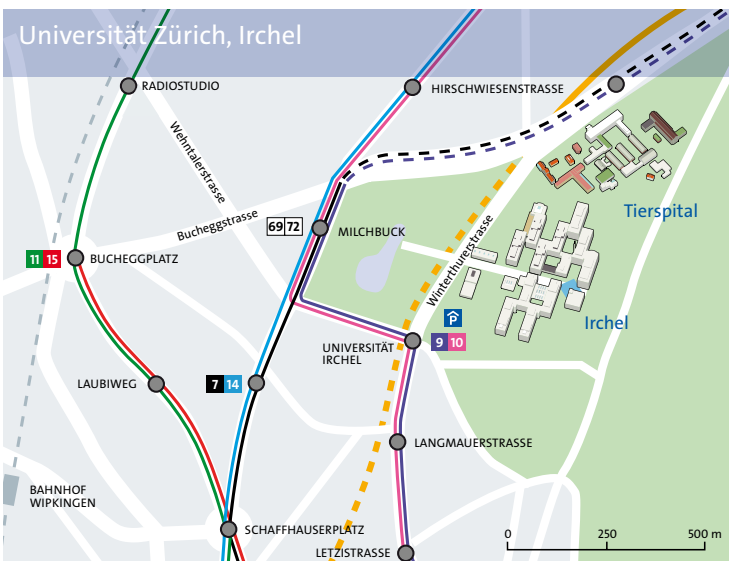 Universität Zürich, Irchel
RADIOSTUDIO
HIRSCHWIESENSTRASSE
Wehntalerstrasse
Bucheggstrasse
69 72
MILCHBUCK
Tierspital
11 15
BUCHEGGPLATZ
Winterthurerstrasse
Irchel
P
UNIVERSITÄT
IRCHEL
9 10
LAUBIWEG
7 14
LANGMAUERSTRASSE
BAHNHOF
WIPKINGEN
SCHAFFHAUSERPLATZ
LETZISTRASSE
0 250 500 m